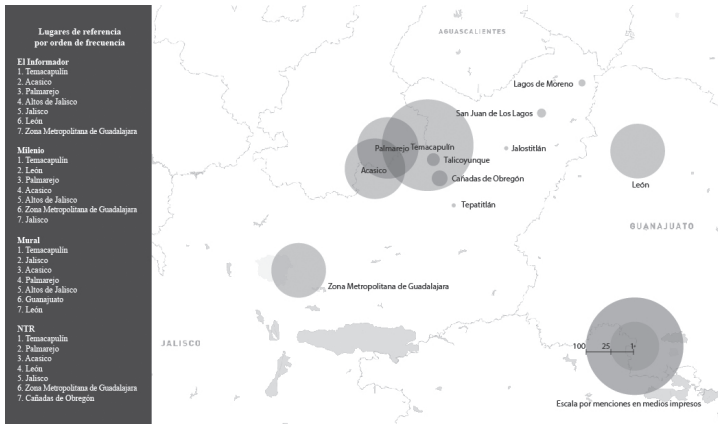 Lugares de referencia
por orden de frecuencia
El Informador
1. Temacapulín
2. Acasico
3. Palmarejo
4. Altos de Jalisco
5. Jalisco
6. León
7. Zona Metropolitana de Guadalajara
Milenio
1. Temacapulín
2. León
3. Palmarejo
4. Acasico
5. Altos de Jalisco
6. Zona Metropolitana de Guadalajara
7. Jalisco
Mural
1. Temacapulín
2. Jalisco
3. Acasico
4. Palmarejo
5. Altos de Jalisco
6. Guanajuato
7. León
NTR
1. Temacapulín
2. Palmarejo
3. Acasico
4. León
5. Jalisco
6. Zona Metropolitana de Guadalajara
7. Cañadas de Obregón
AGUASCALIENTES
Lagos de Moreno
San Juan de Los Lagos
Palmarejo
Temacapulín
Jalostitlán
Talicoyunque
Acasico
Cañadas de Obregón
León
Tepatitlán
GUANAJUATO
Zona Metropolitana de Guadalajara
JALISCO
100 25 1
Escala por menciones en medios impresos